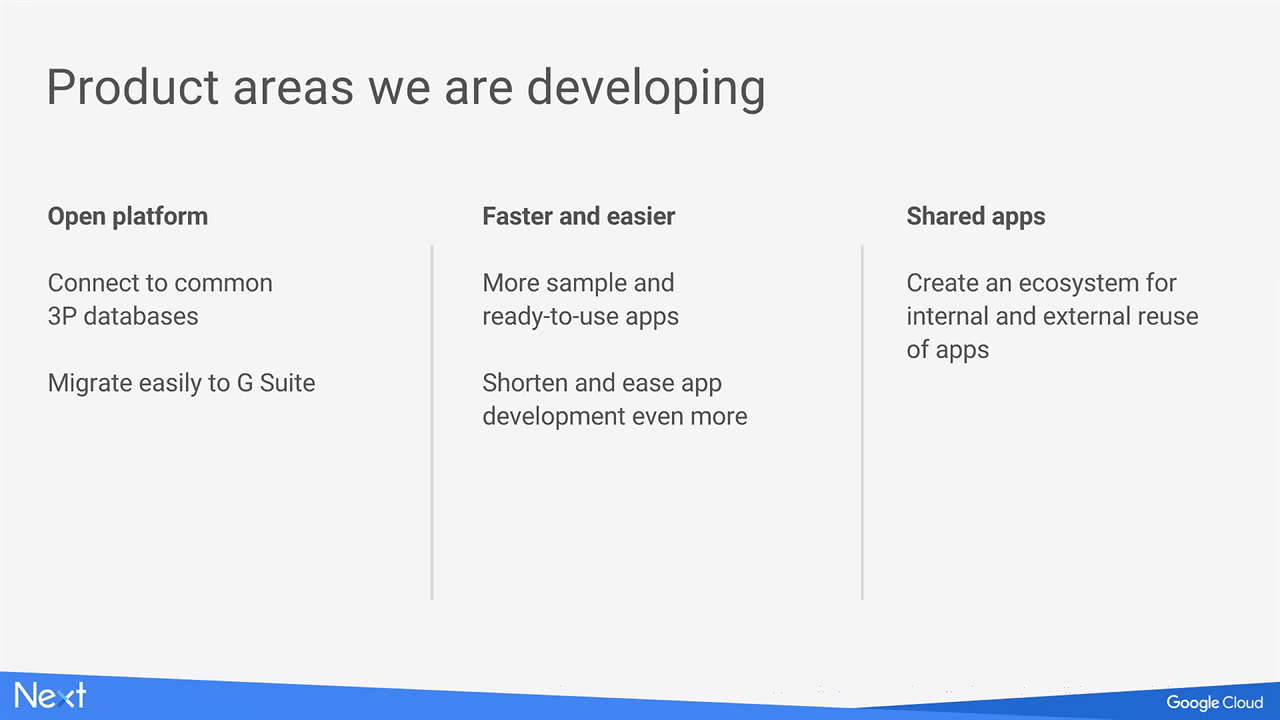 Product areas we are developing
Open platform
Connect to common
3P databases
Migrate easily to G Suite
Faster and easier
More sample and
ready-to-use apps
Shorten and ease app
development even more
Shared apps
Create an ecosystem for
internal and external reuse
of apps
Next
Google Cloud